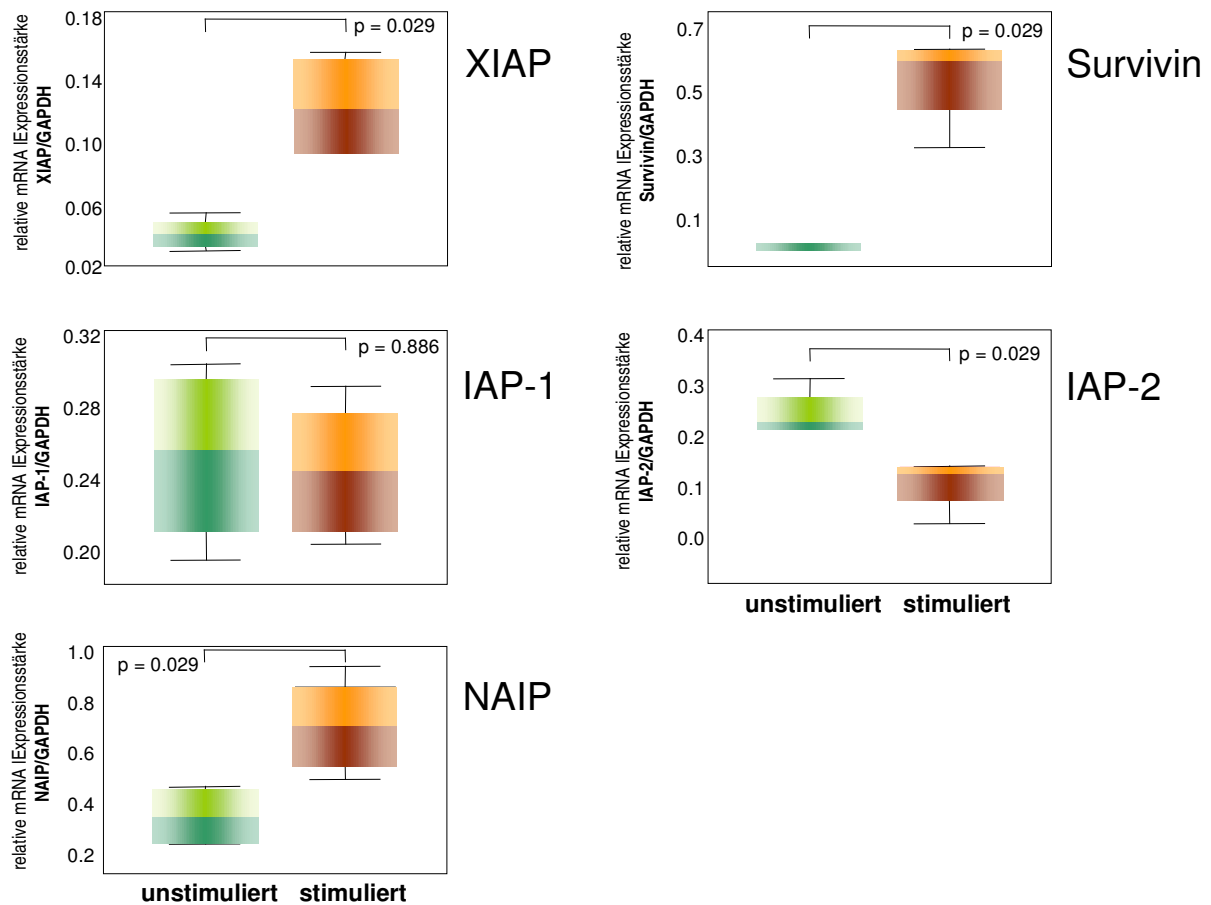 0.18
0.14
0.10
0.06
0.02
relative mRNA lExpressionsstärke
XIAP/GAPDH
p = 0.029
XIAP
0.7
0.5
0.3
0.1
relative mRNA lExpressionsstärke
Survivin/GAPDH
p = 0.029
Survivin
0.32
0.28
0.24
0.20
relative mRNA lExpressionsstärke
IAP-1/GAPDH
p = 0.886
IAP-1
0.4
0.3
0.2
0.1
0.0
relative mRNA lExpressionsstärke
IAP-2/GAPDH
p = 0.029
IAP-2
unstimuliert stimuliert
1.0
0.8
0.6
0.4
0.2
relative mRNA lExpressionsstärke
NAIP/GAPDH
p = 0.029
NAIP
unstimuliert stimuliert